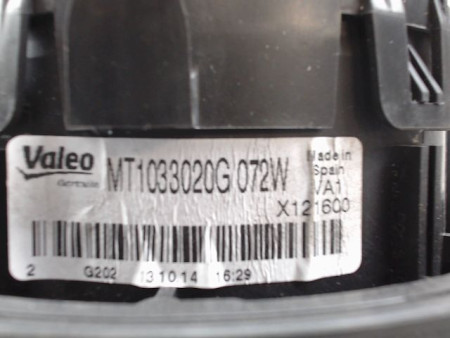 Valeo MT1033020G 072W Made in
Spain
VA1
X121600
2 G202 13 10 14 16:29